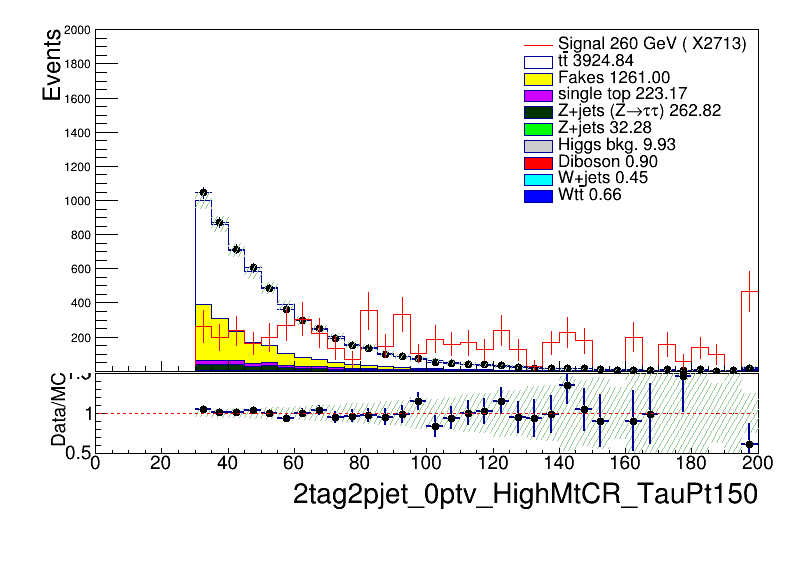 Events
2000
1800
1600
1400
1200
1000
800
600
400
200
Signal 260 GeV ( X2713)
tt̄ 3924.84
Fakes 1261.00
single top 223.17
Z+jets (Z→ττ) 262.82
Z+jets 32.28
Higgs bkg. 9.93
Diboson 0.90
W+jets 0.45
Wtt̄ 0.66
Data/MC
1.5
1
0.5
0 20 40 60 80 100 120 140 160 180 200
2tag2pjet_0ptv_HighMtCR_TauPt150